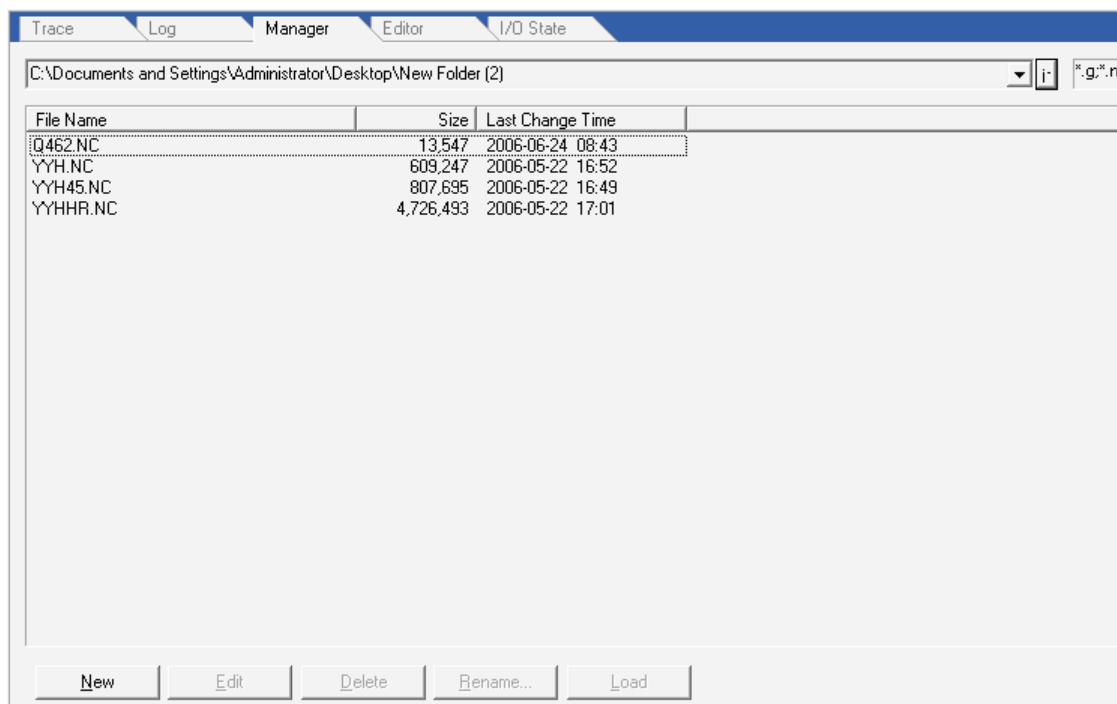 Trace Log Manager Editor I/O State
C:\Documents and Settings\Administrator\Desktop\New Folder (2) *.g;*.n
File Name Size Last Change Time
Q462.NC 13,547 2006-06-24 08:43
YYH.NC 609,247 2006-05-22 16:52
YYH45.NC 807,695 2006-05-22 16:49
YYHHR.NC 4,726,493 2006-05-22 17:01
New Edit Delete Rename... Load